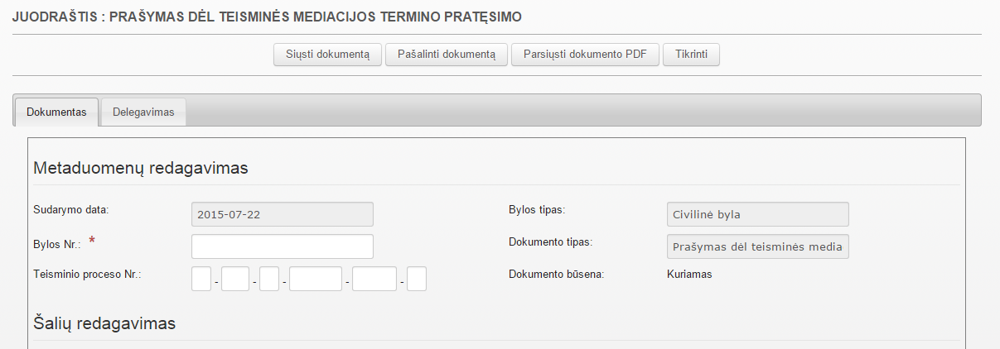 JUODRAŠTIS : PRAŠYMAS DĖL TEISMINĖS MEDIACIJOS TERMINO PRATĘSIMO
Siųsti dokumentą Pašalinti dokumentą Parsiųsti dokumento PDF Tikrinti
Dokumentas Delegavimas
Metaduomenų redagavimas
Sudarymo data: 2015-07-22 Bylos tipas: Civilinė byla
Bylos Nr.: * Dokumento tipas: Prašymas dėl teisminės media
Teisminio proceso Nr.: - - - - - Dokumento būsena: Kuriamas
Šalių redagavimas